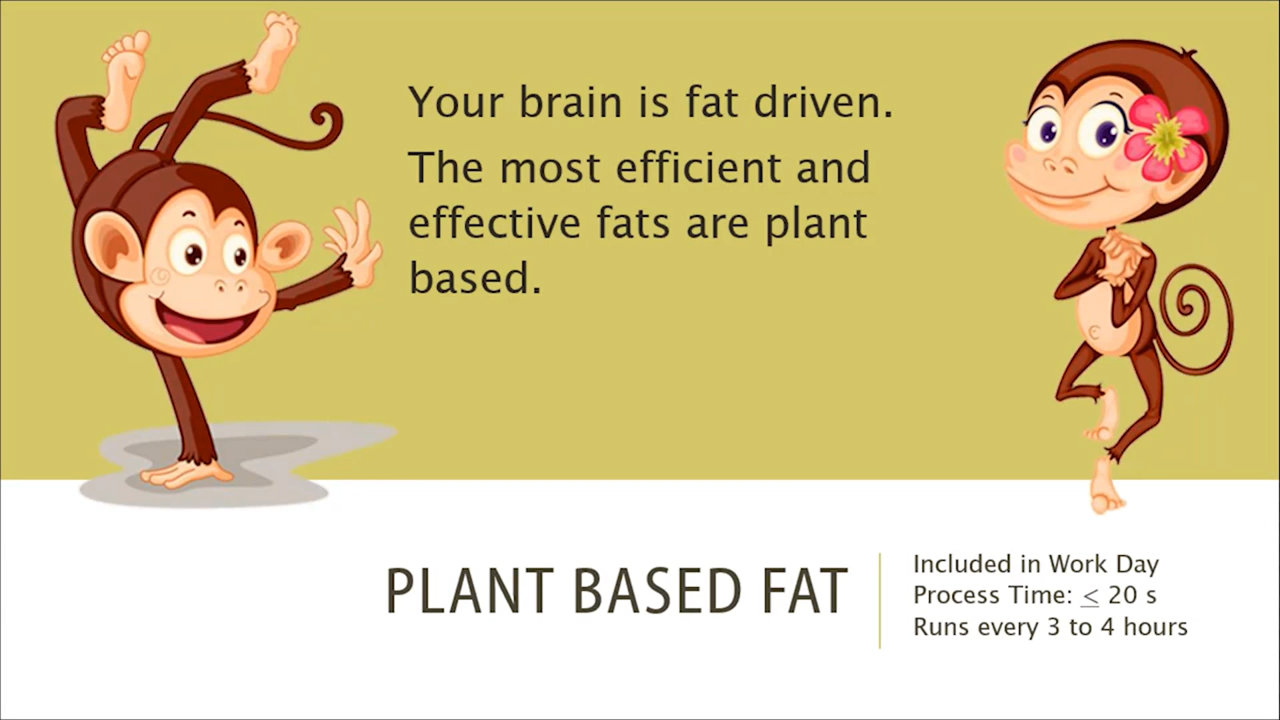 Your brain is fat driven.
The most efficient and
effective fats are plant
based.
PLANT BASED FAT
Included in Work Day
Process Time: < 20 s
Runs every 3 to 4 hours